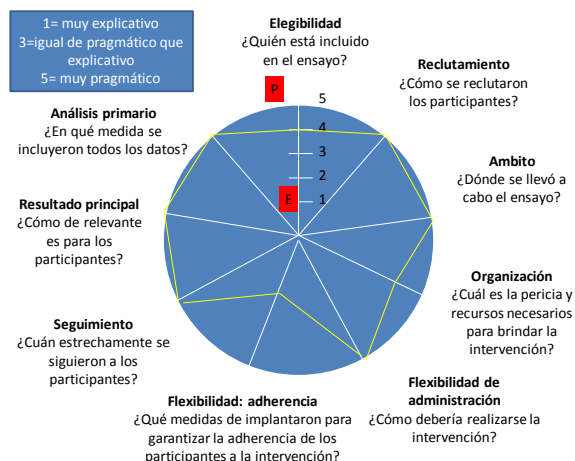 1= muy explicativo
3=igual de pragmático que
explicativo
5= muy pragmático
Elegibilidad
¿Quién está incluido
en el ensayo?
Reclutamiento
¿Cómo se reclutaron
los participantes?
Ambito
¿Dónde se llevó a
cabo el ensayo?
Organización
¿Cuál es la pericia y
recursos necesarios
para brindar la
intervención?
Flexibilidad de
administración
¿Cómo debería realizarse la
intervención?
Flexibilidad: adherencia
¿Qué medidas de implantaron para
garantizar la adherencia de los
participantes a la intervención?
Seguimiento
¿Cuán estrechamente se
siguieron a los
participantes?
Resultado principal
¿Cómo de relevante
es para los
participantes?
Análisis primario
¿En qué medida se
incluyeron todos los datos?
P
5
4
3
2
E
1